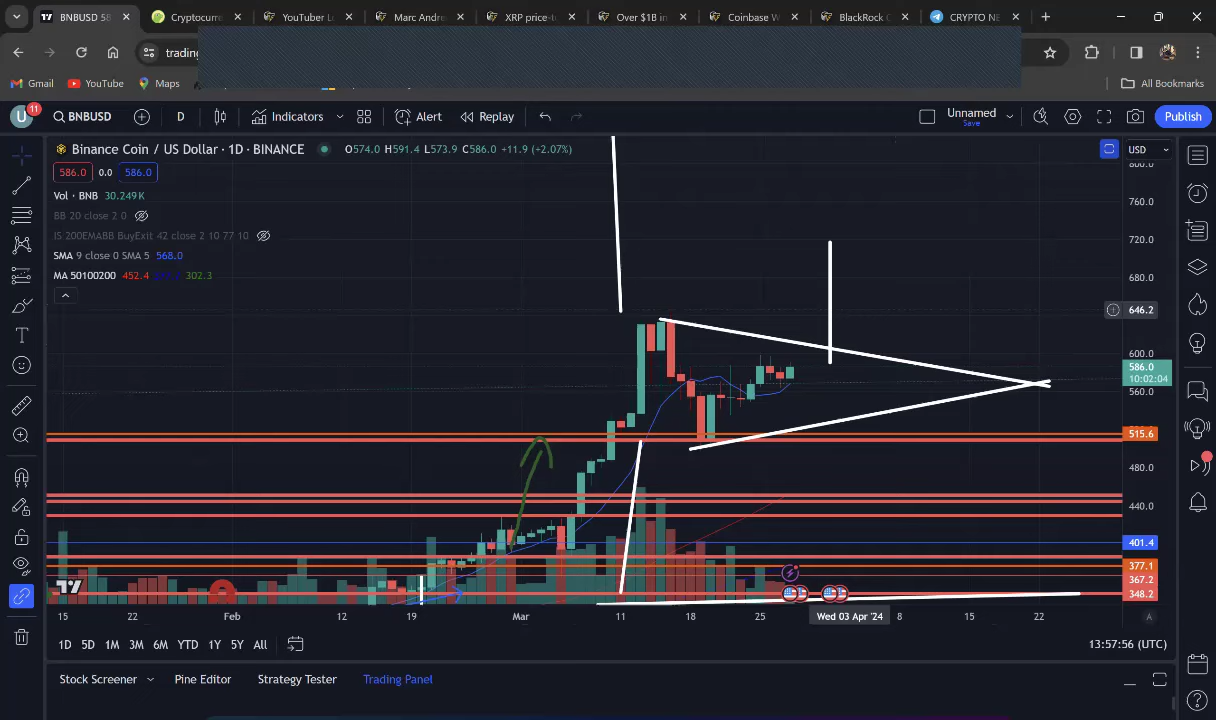 BNBUSD 58
Cryptocurre
YouTuber L
Marc Andre
XRP price-t
Over $1B in
Coinbase W
BlackRock C
CRYPTO NE
trading
Gmail YouTube Maps
All Bookmarks
U 11 BNBUSD D Indicators Alert Replay Unnamed Save Publish
Binance Coin / US Dollar · 1D · BINANCE O574.0 H591.4 L573.9 C586.0 +11.9 (+2.07%)
USD
586.0 0.0 586.0
Vol · BNB 30.249K
BB 20 close 2 0
IS 200EMABB BuyExit 42 close 2 10 77 10
SMA 9 close 0 SMA 5 568.0
MA 50100200 452.4 302.3
800.0
760.0
720.0
680.0
646.2
600.0
586.0
10:02:04
560.0
515.6
480.0
440.0
401.4
377.1
367.2
348.2
15 22 Feb 12 19 Mar 11 18 25 Wed 03 Apr '24 8 15 22 A
1D 5D 1M 3M 6M YTD 1Y 5Y All 13:57:56 (UTC)
Stock Screener Pine Editor Strategy Tester Trading Panel